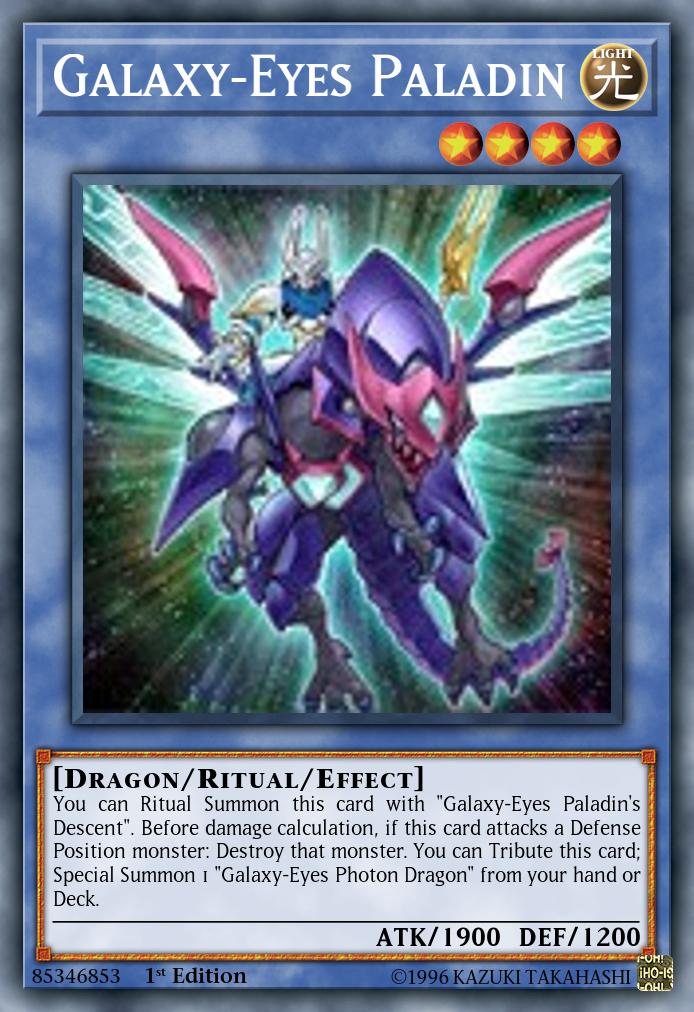 Galaxy-Eyes Paladin
LIGHT
光
[Dragon/Ritual/Effect]
You can Ritual Summon this card with "Galaxy-Eyes Paladin's
Descent". Before damage calculation, if this card attacks a Defense
Position monster: Destroy that monster. You can Tribute this card;
Special Summon 1 "Galaxy-Eyes Photon Dragon" from your hand or
Deck.
ATK/1900 DEF/1200
85346853 1st Edition ©1996 KAZUKI TAKAHASHI